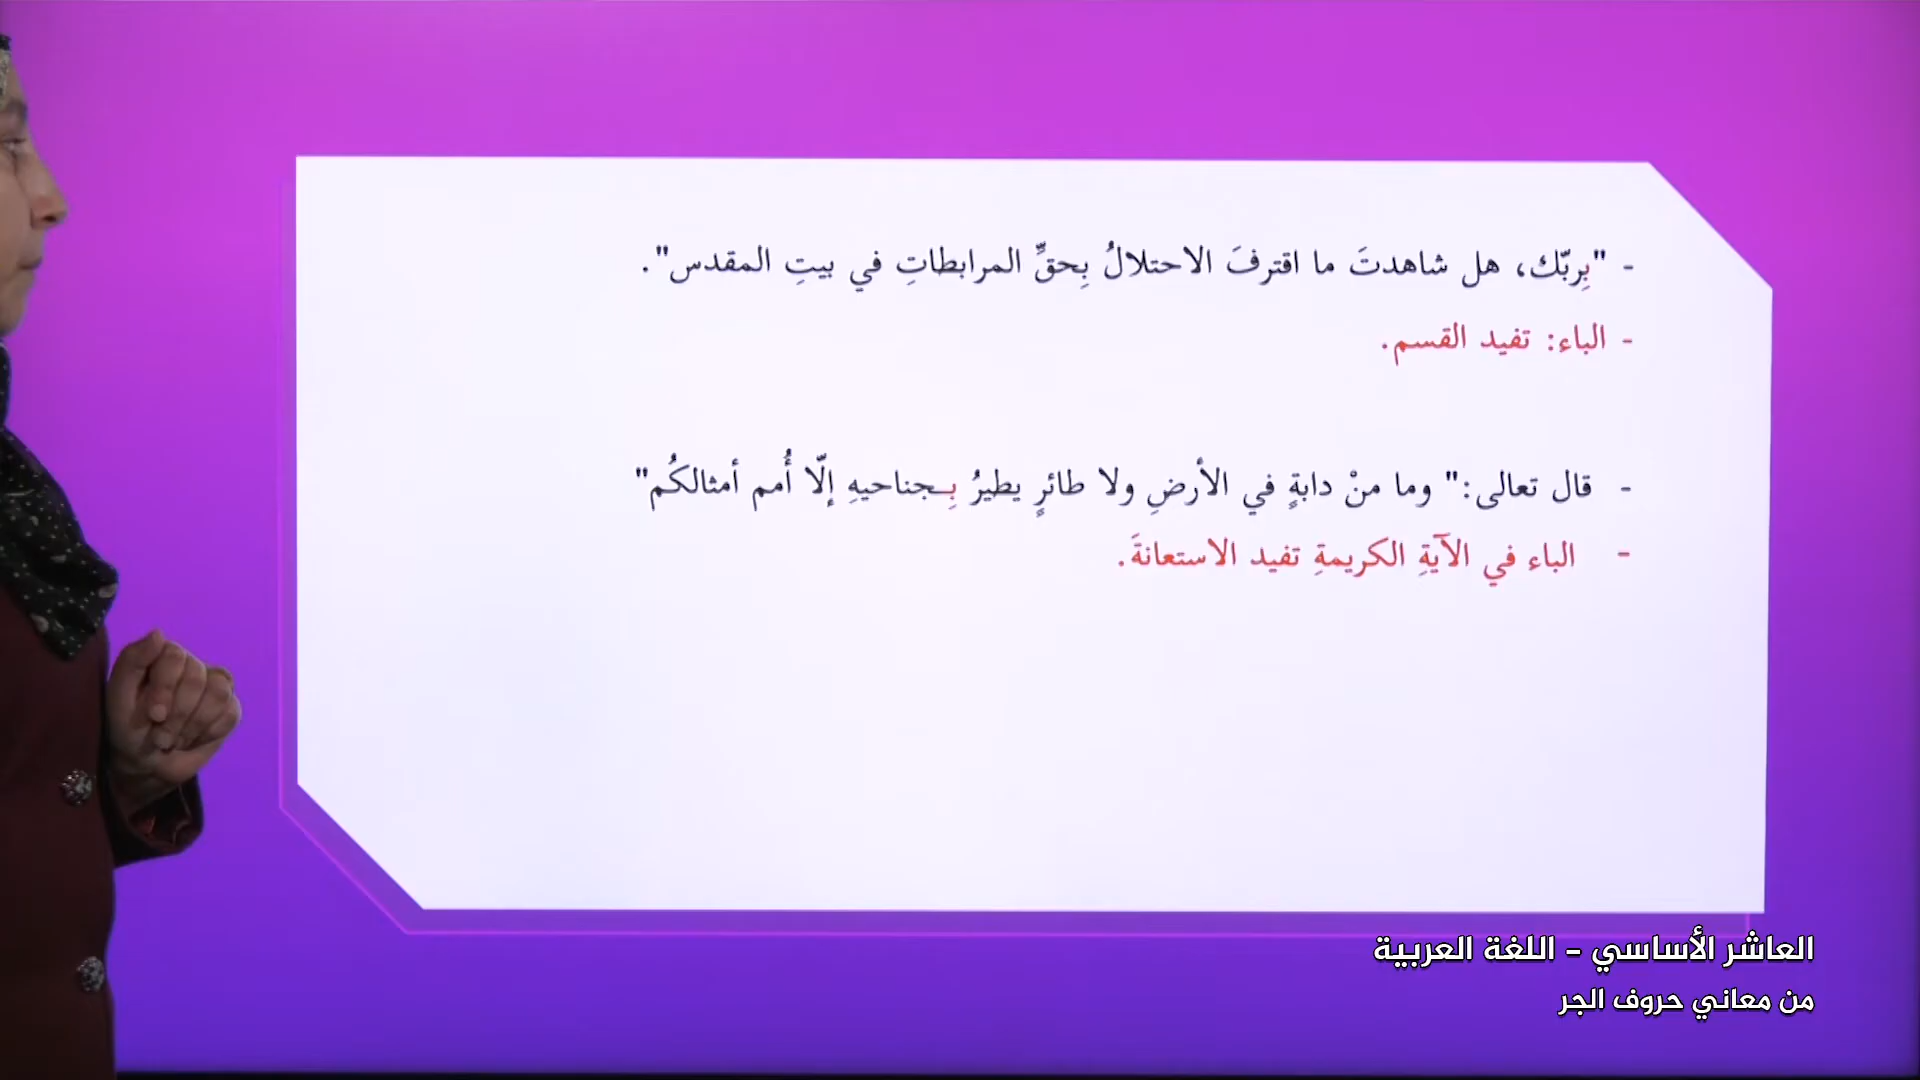 - "بِربّك، هل شاهدتَ ما اقترفَ الاحتلالُ بِحقِّ المرابطاتِ في بيتِ المقدس".
- الباء: تفيد القسم.
- قال تعالى:" وما منْ دابةٍ في الأرضِ ولا طائرٍ يطيرُ بِـجناحيهِ إلّا أُمم أمثالكُم"
- الباء في الآيةِ الكريمةِ تفيد الاستعانةَ.
العاشر الأساسي - اللغة العربية
من معاني حروف الجر